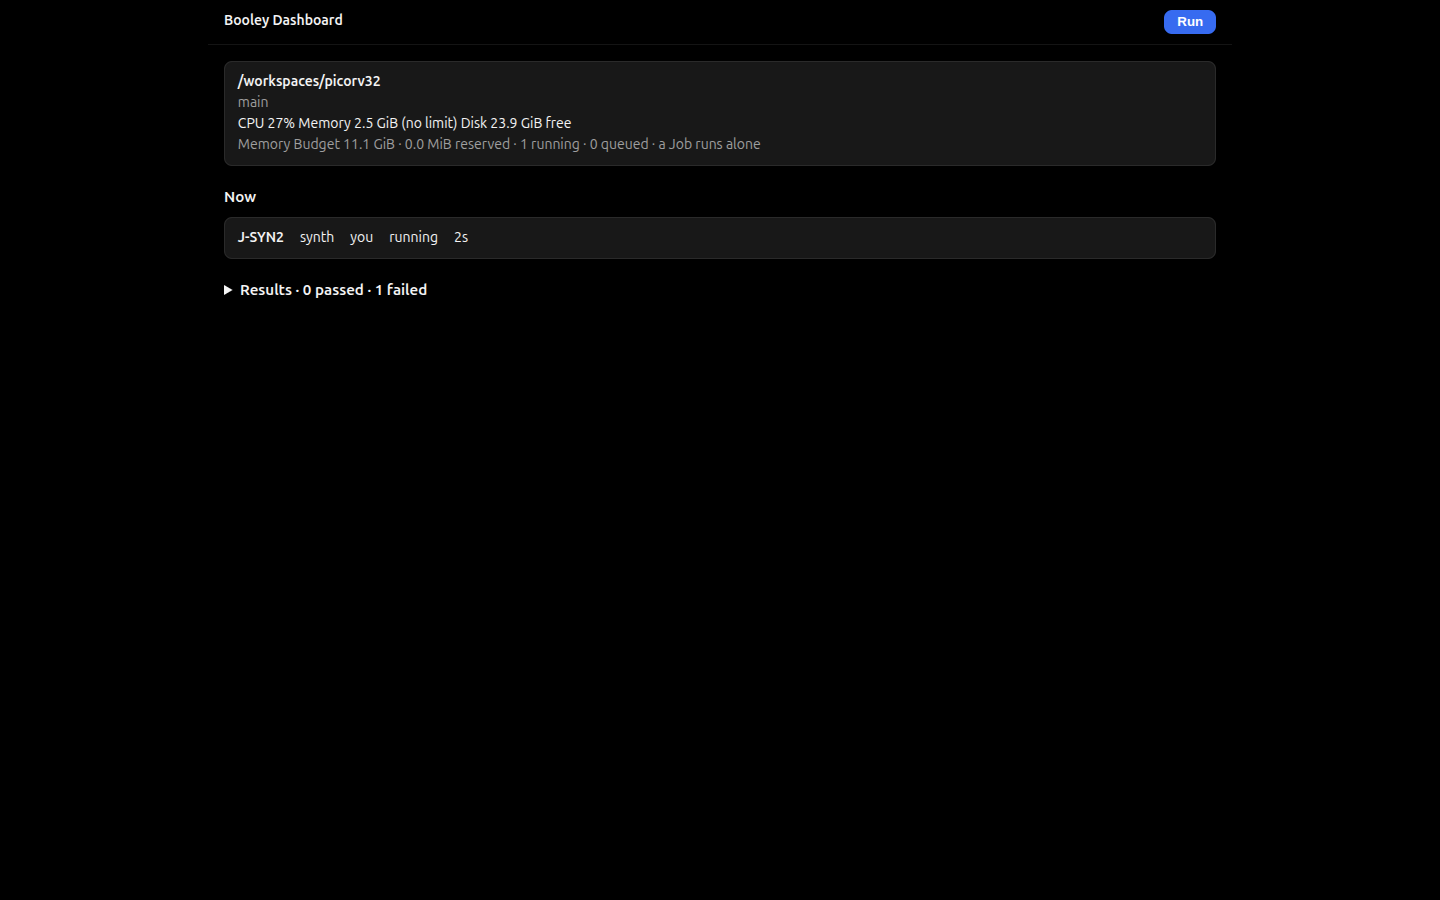 Booley Dashboard
Run
/workspaces/picorv32
main
CPU 27% Memory 2.5 GiB (no limit) Disk 23.9 GiB free
Memory Budget 11.1 GiB · 0.0 MiB reserved · 1 running · 0 queued · a Job runs alone
Now
J-SYN2 synth you running 2s
Results · 0 passed · 1 failed